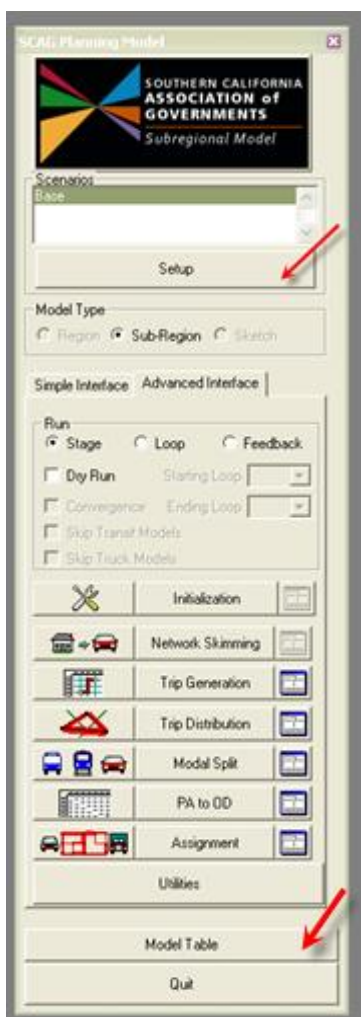 SCAG Planning Model
SOUTHERN CALIFORNIA
ASSOCIATION of
GOVERNMENTS
Subregional Model
Scenarios
Base
Setup
Model Type
Region Sub-Region Sketch
Simple Interface Advanced Interface
Run
Stage Loop Feedback
Dry Run Starting Loop
Convergence Ending Loop
Skip Transit Models
Skip Truck Models
Initialization
Network Skimming
Trip Generation
Trip Distribution
Modal Split
PA to OD
Assignment
Utilities
Model Table
Quit